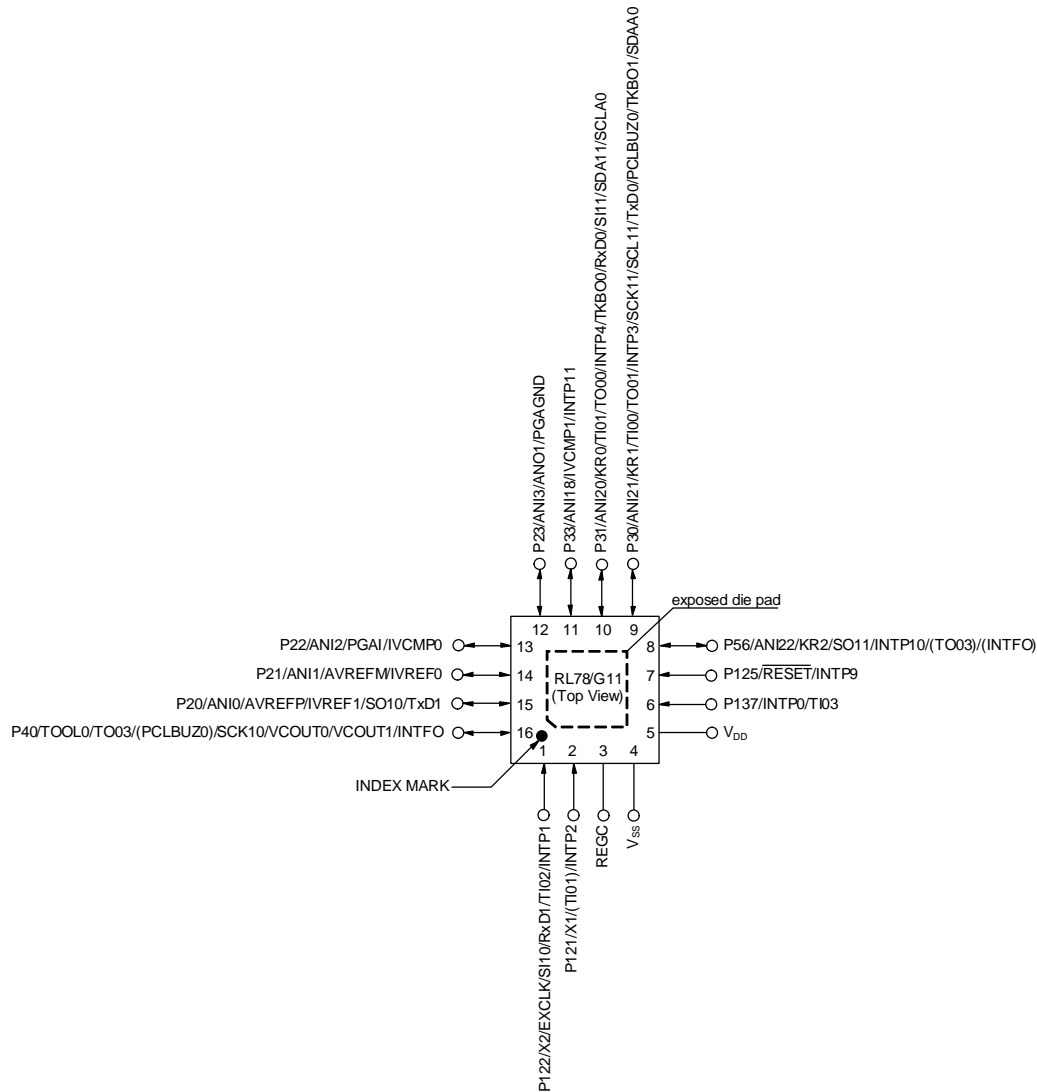 P23/ANI3/ANO1/PGAGND
P33/ANI18/IVCMP1/INTP11
P31/ANI20/KR0/TI01/TO00/INTP4/TKBO0/RxD0/SI11/SDA11/SCLA0
P30/ANI21/KR1/TI00/TO01/INTP3/SCK11/SCL11/TxD0/PCLBUZ0/TKBO1/SDAA0
exposed die pad
12 11 10 9
P22/ANI2/PGAI/IVCMP0 13
P21/ANI1/AVREFM/IVREF0 14
P20/ANI0/AVREFP/IVREF1/SO10/TxD1 15
P40/TOOL0/TO03/(PCLBUZ0)/SCK10/VCOUT0/VCOUT1/INTFO 16
RL78/G11
(Top View)
8 P56/ANI22/KR2/SO11/INTP10/(TO03)/(INTFO)
7 P125/RESET/INTP9
6 P137/INTP0/TI03
5 VDD
1 2 3 4
INDEX MARK
P122/X2/EXCLK/SI10/RxD1/TI02/INTP1
P121/X1/(TI01)/INTP2
REGC
VSS